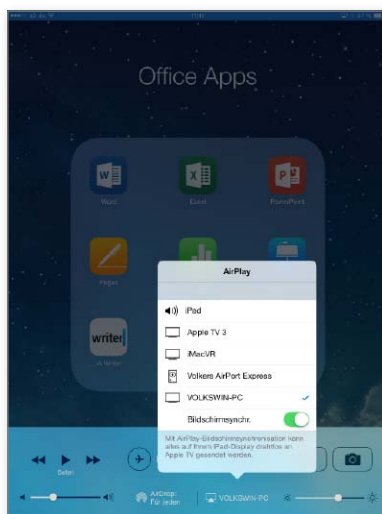 Office Apps
Word
Excel
PowerPoint
Pages
writer
AirPlay
iPad
Apple TV 3
iMacVR
Volkers AirPort Express
VOLKSWIN-PC
Bildschirmsynchr.
Mit AirPlay-Bildschirmsynchronisation kann
alles auf Ihrem iPad-Display drahtlos an
Apple TV gesendet werden.
AirDrop:
Für jeden
VOLKSWIN-PC